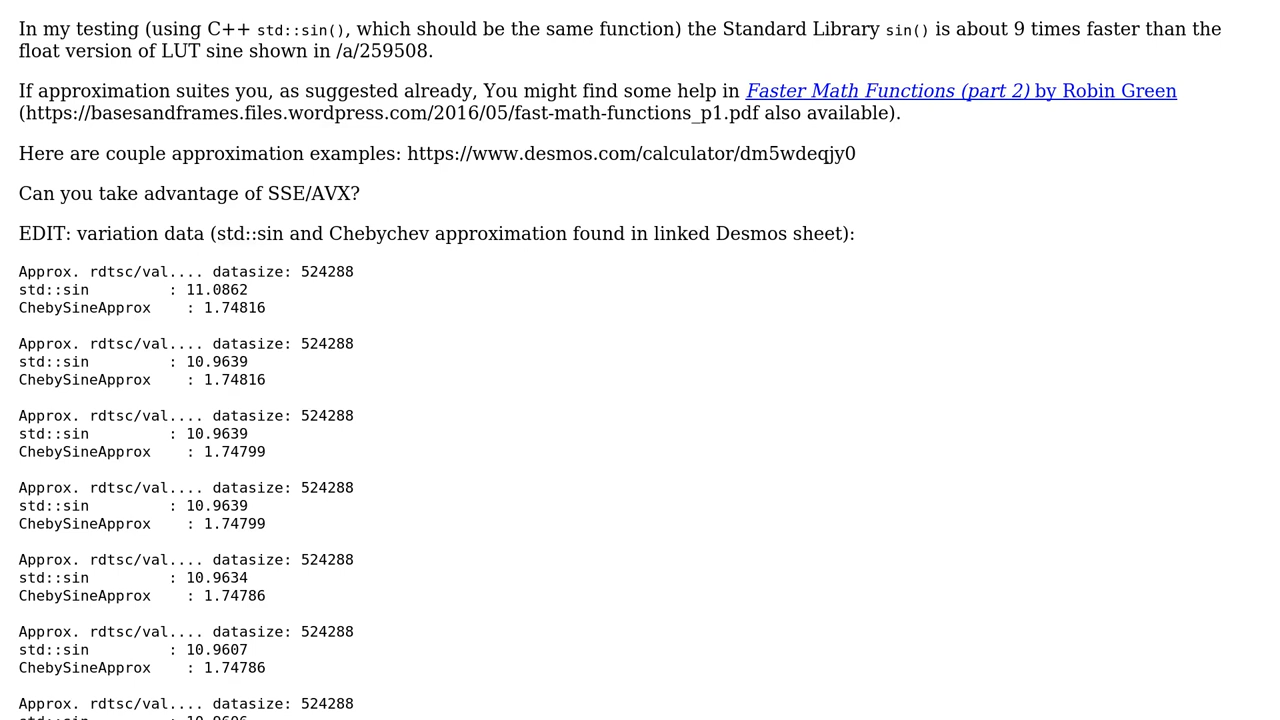 In my testing (using C++ std::sin(), which should be the same function) the Standard Library sin() is about 9 times faster than the
float version of LUT sine shown in /a/259508.
If approximation suites you, as suggested already, You might find some help in Faster Math Functions (part 2) by Robin Green
(https://basesandframes.files.wordpress.com/2016/05/fast-math-functions_p1.pdf also available).
Here are couple approximation examples: https://www.desmos.com/calculator/dm5wdeqjy0
Can you take advantage of SSE/AVX?
EDIT: variation data (std::sin and Chebychev approximation found in linked Desmos sheet):
Approx. rdtsc/val.... datasize: 524288
std::sin         : 11.0862
ChebySineApprox    : 1.74816
Approx. rdtsc/val.... datasize: 524288
std::sin         : 10.9639
ChebySineApprox    : 1.74816
Approx. rdtsc/val.... datasize: 524288
std::sin         : 10.9639
ChebySineApprox    : 1.74799
Approx. rdtsc/val.... datasize: 524288
std::sin         : 10.9639
ChebySineApprox    : 1.74799
Approx. rdtsc/val.... datasize: 524288
std::sin         : 10.9634
ChebySineApprox    : 1.74786
Approx. rdtsc/val.... datasize: 524288
std::sin         : 10.9607
ChebySineApprox    : 1.74786
Approx. rdtsc/val.... datasize: 524288